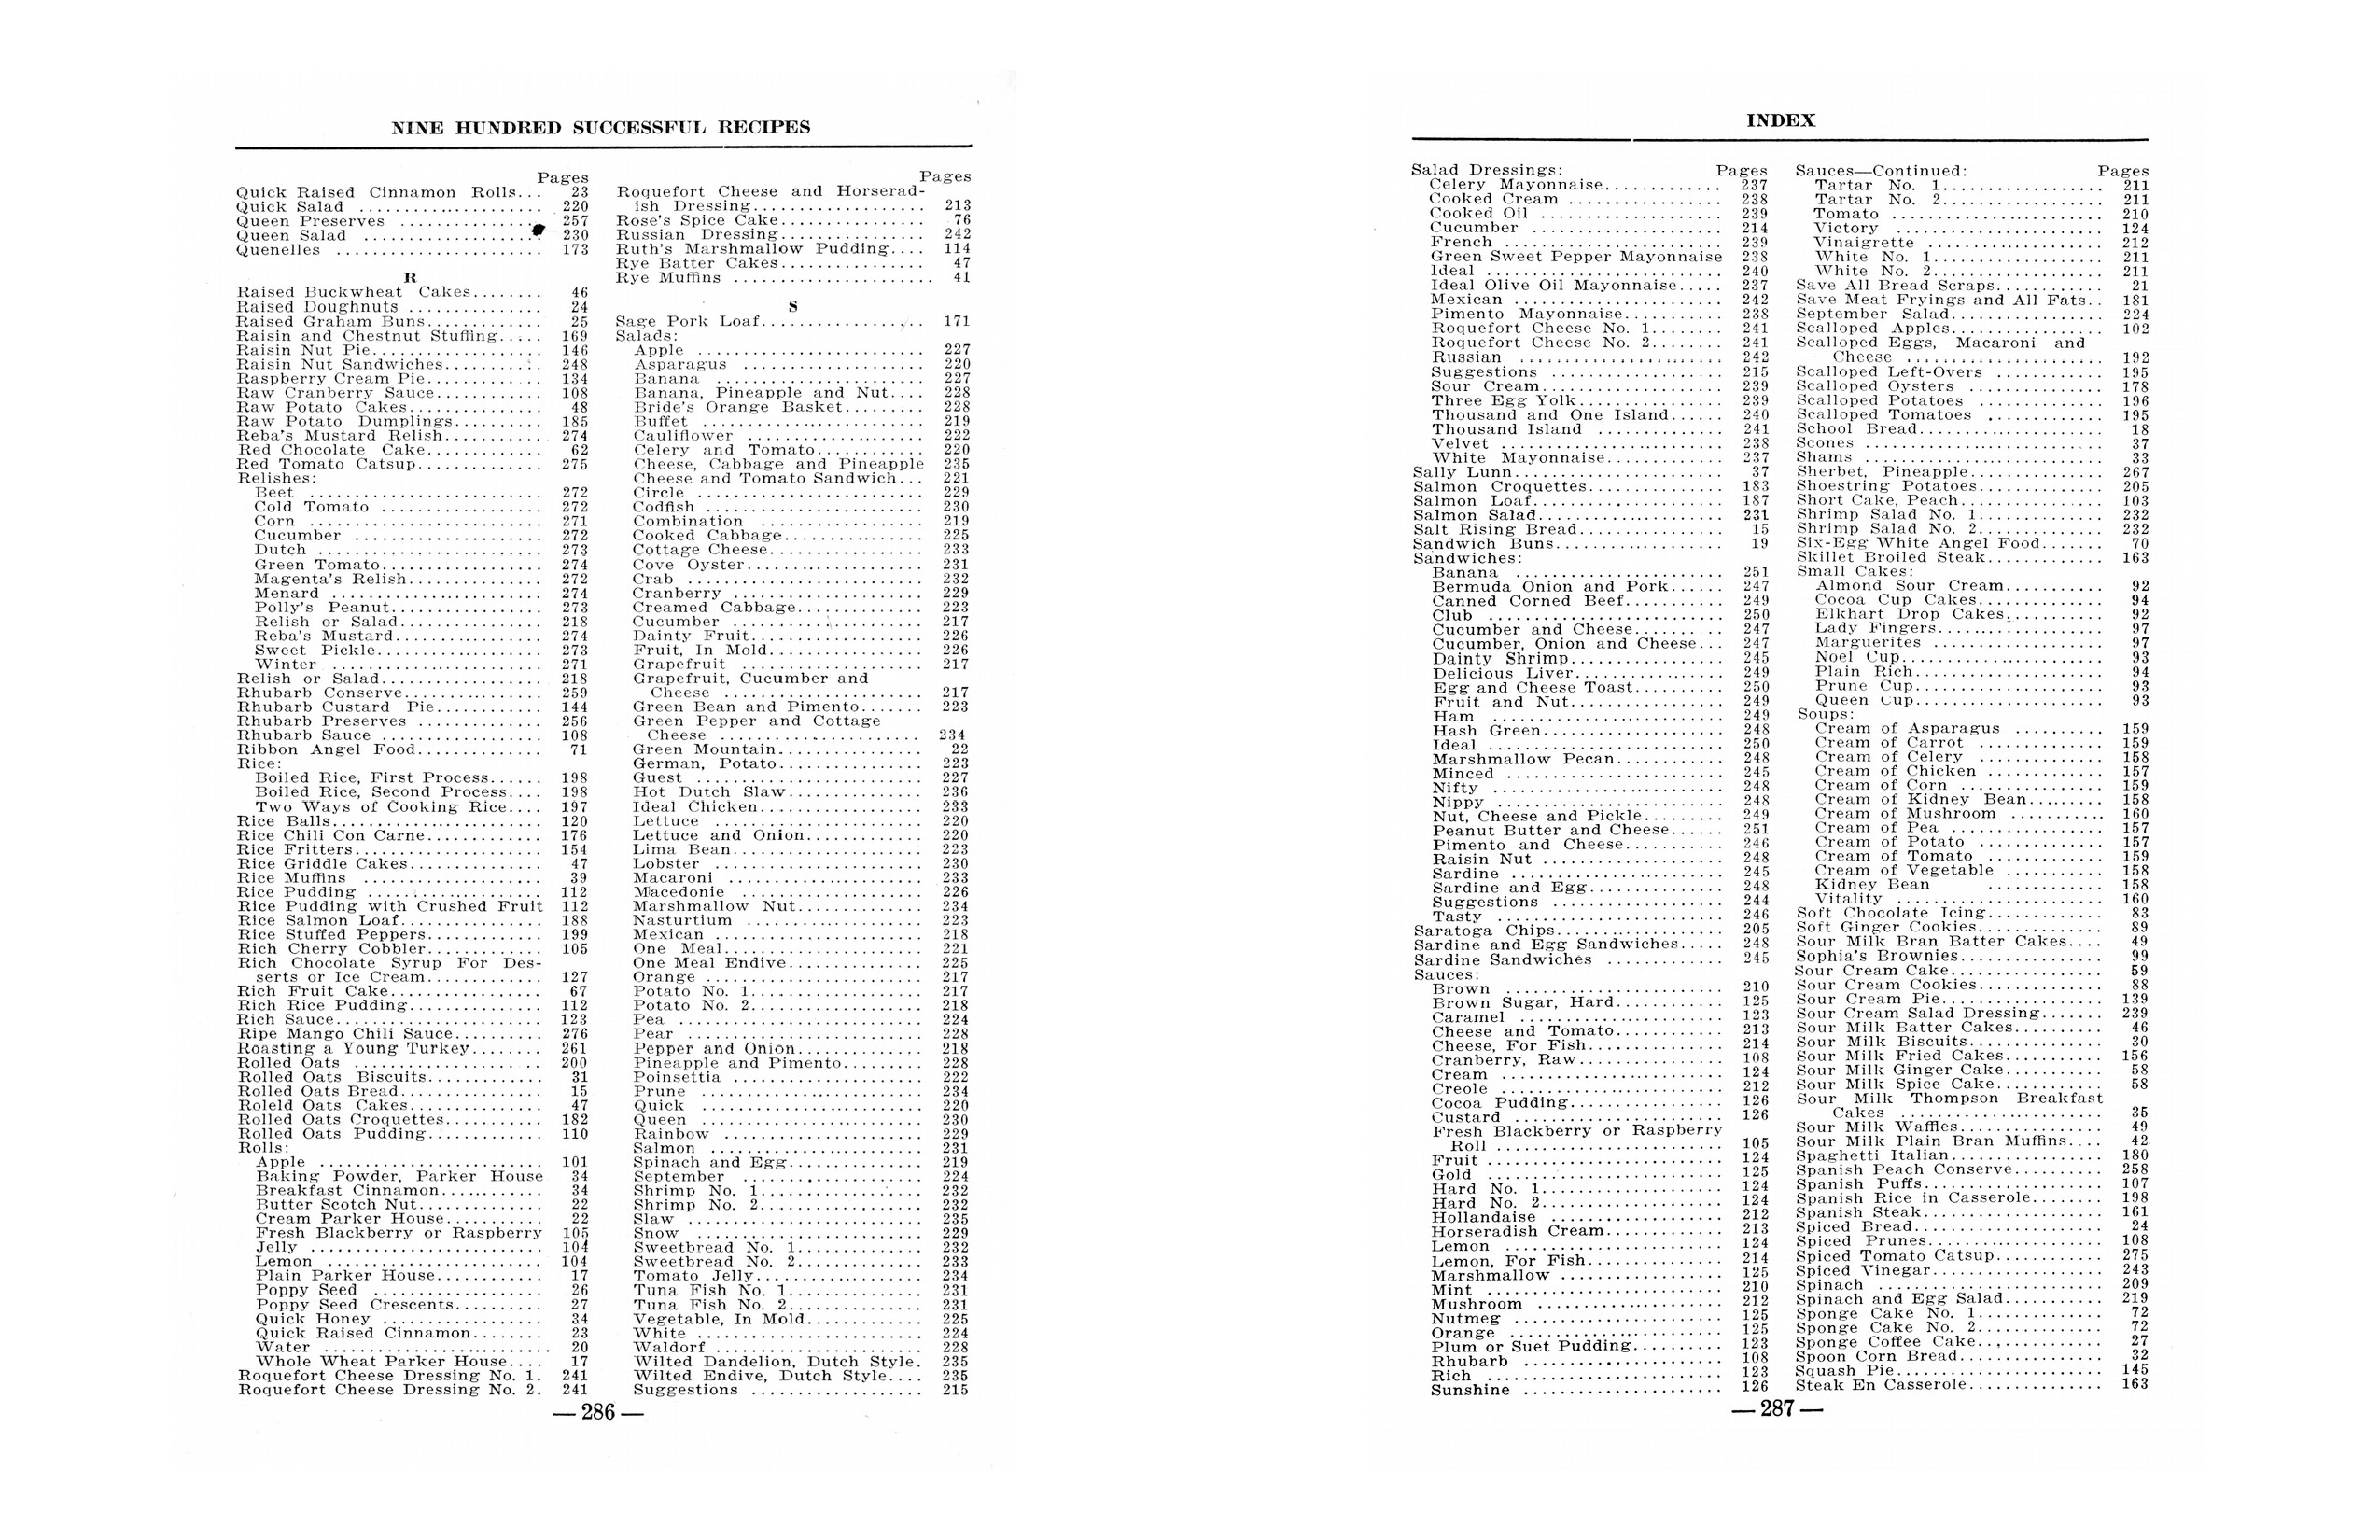 NINE HUNDRED SUCCESSFUL RECIPES
Pages
Quick Raised Cinnamon Rolls... 23
Quick Salad .................... 220
Queen Preserves ............... 257
Queen Salad ................... 230
Quenelles ....................... 173
R
Raised Buckwheat Cakes........ 46
Raised Doughnuts ............... 24
Raised Graham Buns............. 25
Raisin and Chestnut Stuffing..... 169
Raisin Nut Pie................... 146
Raisin Nut Sandwiches........... 248
Raspberry Cream Pie............. 134
Raw Cranberry Sauce............ 108
Raw Potato Cakes............... 48
Raw Potato Dumplings.......... 185
Reba's Mustard Relish........... 274
Red Chocolate Cake............. 62
Red Tomato Catsup.............. 275
Relishes:
Beet .......................... 272
Cold Tomato .................. 272
Corn .......................... 271
Cucumber ..................... 272
Dutch ......................... 273
Green Tomato.................. 274
Magenta's Relish............... 272
Menard ....................... 274
Polly's Peanut................. 273
Relish or Salad................ 218
Reba's Mustard................ 274
Sweet Pickle................... 273
Winter ....................... 271
Relish or Salad.................. 218
Rhubarb Conserve............... 259
Rhubarb Custard Pie............ 144
Rhubarb Preserves .............. 256
Rhubarb Sauce .................. 108
Ribbon Angel Food.............. 71
Rice:
Boiled Rice, First Process...... 198
Boiled Rice, Second Process.... 198
Two Ways of Cooking Rice.... 197
Rice Balls....................... 120
Rice Chili Con Carne............. 176
Rice Fritters..................... 154
Rice Griddle Cakes............... 47
Rice Muffins .................... 39
Rice Pudding ................... 112
Rice Pudding with Crushed Fruit 112
Rice Salmon Loaf................ 188
Rice Stuffed Peppers............. 199
Rich Cherry Cobbler............. 105
Rich Chocolate Syrup For Des-
serts or Ice Cream............. 127
Rich Fruit Cake................. 67
Rich Rice Pudding............... 112
Rich Sauce....................... 123
Ripe Mango Chili Sauce.......... 276
Roasting a Young Turkey........ 261
Rolled Oats ..................... 200
Rolled Oats Biscuits............. 31
Rolled Oats Bread................ 15
Roleld Oats Cakes............... 47
Rolled Oats Croquettes........... 182
Rolled Oats Pudding............. 110
Rolls:
Apple ......................... 101
Baking Powder, Parker House 34
Breakfast Cinnamon............ 34
Butter Scotch Nut.............. 22
Cream Parker House........... 22
Fresh Blackberry or Raspberry 105
Jelly .......................... 104
Lemon ........................ 104
Plain Parker House............ 17
Poppy Seed ................... 26
Poppy Seed Crescents.......... 27
Quick Honey .................. 34
Quick Raised Cinnamon........ 23
Water ......................... 20
Whole Wheat Parker House.... 17
Roquefort Cheese Dressing No. 1. 241
Roquefort Cheese Dressing No. 2. 241
Pages
Roquefort Cheese and Horserad-
ish Dressing................... 213
Rose's Spice Cake................ 76
Russian Dressing................ 242
Ruth's Marshmallow Pudding.... 114
Rye Batter Cakes................ 47
Rye Muffins ...................... 41
S
Sage Pork Loaf.................. 171
Salads:
Apple ......................... 227
Asparagus .................... 220
Banana ....................... 227
Banana, Pineapple and Nut.... 228
Bride's Orange Basket......... 228
Buffet ......................... 219
Cauliflower .................... 222
Celery and Tomato............ 220
Cheese, Cabbage and Pineapple 235
Cheese and Tomato Sandwich... 221
Circle ......................... 229
Codfish ........................ 230
Combination .................. 219
Cooked Cabbage................ 225
Cottage Cheese................. 233
Cove Oyster.................... 231
Crab .......................... 232
Cranberry ..................... 229
Creamed Cabbage.............. 223
Cucumber ..................... 217
Dainty Fruit................... 226
Fruit, In Mold................. 226
Grapefruit .................... 217
Grapefruit, Cucumber and
Cheese ...................... 217
Green Bean and Pimento....... 223
Green Pepper and Cottage
Cheese ...................... 234
Green Mountain................ 22
German, Potato................ 223
Guest ......................... 227
Hot Dutch Slaw............... 236
Ideal Chicken.................. 233
Lettuce ....................... 220
Lettuce and Onion............. 220
Lima Bean..................... 223
Lobster ....................... 230
Macaroni ...................... 233
Macedonie .................... 226
Marshmallow Nut.............. 234
Nasturtium ................... 223
Mexican ....................... 218
One Meal...................... 221
One Meal Endive............... 225
Orange ........................ 217
Potato No. 1................... 217
Potato No. 2................... 218
Pea ........................... 224
Pear .......................... 228
Pepper and Onion.............. 218
Pineapple and Pimento......... 228
Poinsettia ..................... 222
Prune ........................ 234
Quick ........................ 220
Queen ........................ 230
Rainbow ...................... 229
Salmon ....................... 231
Spinach and Egg............... 219
September .................... 224
Shrimp No. 1.................. 232
Shrimp No. 2.................. 232
Slaw .......................... 235
Snow ......................... 229
Sweetbread No. 1.............. 232
Sweetbread No. 2.............. 233
Tomato Jelly................... 234
Tuna Fish No. 1............... 231
Tuna Fish No. 2............... 231
Vegetable, In Mold............. 225
White ......................... 224
Waldorf ....................... 228
Wilted Dandelion, Dutch Style. 235
Wilted Endive, Dutch Style.... 235
Suggestions ................... 215
— 286 —
INDEX
Salad Dressings: Pages
Celery Mayonnaise............. 237
Cooked Cream ................. 238
Cooked Oil .................... 239
Cucumber ..................... 214
French ........................ 239
Green Sweet Pepper Mayonnaise 238
Ideal .......................... 240
Ideal Olive Oil Mayonnaise..... 237
Mexican ....................... 242
Pimento Mayonnaise........... 238
Roquefort Cheese No. 1........ 241
Roquefort Cheese No. 2........ 241
Russian ...................... 242
Suggestions ................... 215
Sour Cream.................... 239
Three Egg Yolk................ 239
Thousand and One Island...... 240
Thousand Island .............. 241
Velvet ........................ 238
White Mayonnaise............. 237
Sally Lunn....................... 37
Salmon Croquettes............... 183
Salmon Loaf..................... 187
Salmon Salad.................... 231
Salt Rising Bread................ 15
Sandwich Buns................... 19
Sandwiches:
Banana ....................... 251
Bermuda Onion and Pork...... 247
Canned Corned Beef........... 249
Club .......................... 250
Cucumber and Cheese.......... 247
Cucumber, Onion and Cheese... 247
Dainty Shrimp................. 245
Delicious Liver................. 249
Egg and Cheese Toast.......... 250
Fruit and Nut................. 249
Ham ......................... 249
Hash Green.................... 248
Ideal .......................... 250
Marshmallow Pecan............ 248
Minced ........................ 245
Nifty ......................... 248
Nippy ......................... 248
Nut, Cheese and Pickle......... 249
Peanut Butter and Cheese...... 251
Pimento and Cheese........... 246
Raisin Nut .................... 248
Sardine ....................... 245
Sardine and Egg............... 248
Suggestions ................... 244
Tasty ......................... 246
Saratoga Chips.................. 205
Sardine and Egg Sandwiches..... 248
Sardine Sandwiches ............. 245
Sauces:
Brown ........................ 210
Brown Sugar, Hard............ 125
Caramel ...................... 123
Cheese and Tomato............ 213
Cheese, For Fish............... 214
Cranberry, Raw................ 108
Cream ........................ 124
Creole ......................... 212
Cocoa Pudding................. 126
Custard ....................... 126
Fresh Blackberry or Raspberry
Roll ......................... 105
Fruit .......................... 124
Gold .......................... 125
Hard No. 1.................... 124
Hard No. 2.................... 124
Hollandaise ................... 212
Horseradish Cream............. 213
Lemon ........................ 124
Lemon, For Fish............... 214
Marshmallow .................. 125
Mint .......................... 210
Mushroom .................... 212
Nutmeg ....................... 125
Orange ........................ 125
Plum or Suet Pudding.......... 123
Rhubarb ...................... 108
Rich .......................... 123
Sunshine ...................... 126
Sauces—Continued: Pages
Tartar No. 1.................. 211
Tartar No. 2.................. 211
Tomato ....................... 210
Victory ....................... 124
Vinaigrette ................... 212
White No. 1................... 211
White No. 2................... 211
Save All Bread Scraps............ 21
Save Meat Fryings and All Fats.. 181
September Salad................. 224
Scalloped Apples................. 102
Scalloped Eggs, Macaroni and
Cheese ...................... 192
Scalloped Left-Overs ............ 195
Scalloped Oysters ............... 178
Scalloped Potatoes .............. 196
Scalloped Tomatoes ............. 195
School Bread.................... 18
Scones .......................... 37
Shams .......................... 33
Sherbet, Pineapple............... 267
Shoestring Potatoes.............. 205
Short Cake, Peach................ 103
Shrimp Salad No. 1.............. 232
Shrimp Salad No. 2.............. 232
Six-Egg White Angel Food....... 70
Skillet Broiled Steak............. 163
Small Cakes:
Almond Sour Cream........... 92
Cocoa Cup Cakes.............. 94
Elkhart Drop Cakes........... 92
Lady Fingers................... 97
Marguerites ................... 97
Noel Cup....................... 93
Plain Rich..................... 94
Prune Cup..................... 93
Queen Cup..................... 93
Soups:
Cream of Asparagus .......... 159
Cream of Carrot .............. 159
Cream of Celery .............. 158
Cream of Chicken ............. 157
Cream of Corn ................ 159
Cream of Kidney Bean......... 158
Cream of Mushroom ........... 160
Cream of Pea ................. 157
Cream of Potato .............. 157
Cream of Tomato ............. 159
Cream of Vegetable ........... 158
Kidney Bean ............. 158
Vitality ....................... 160
Soft Chocolate Icing............. 83
Soft Ginger Cookies.............. 89
Sour Milk Bran Batter Cakes.... 49
Sophia's Brownies................ 99
Sour Cream Cake................. 59
Sour Cream Cookies.............. 88
Sour Cream Pie.................. 139
Sour Cream Salad Dressing....... 239
Sour Milk Batter Cakes.......... 46
Sour Milk Biscuits............... 30
Sour Milk Fried Cakes........... 156
Sour Milk Ginger Cake........... 58
Sour Milk Spice Cake............ 58
Sour Milk Thompson Breakfast
Cakes ...................... 35
Sour Milk Waffles................ 49
Sour Milk Plain Bran Muffins.... 42
Spaghetti Italian................. 180
Spanish Peach Conserve.......... 258
Spanish Puffs.................... 107
Spanish Rice in Casserole........ 198
Spanish Steak.................... 161
Spiced Bread..................... 24
Spiced Prunes................... 108
Spiced Tomato Catsup............ 275
Spiced Vinegar................... 243
Spinach ......................... 209
Spinach and Egg Salad........... 219
Sponge Cake No. 1.............. 72
Sponge Cake No. 2.............. 72
Sponge Coffee Cake.............. 27
Spoon Corn Bread................ 32
Squash Pie....................... 145
Steak En Casserole............... 163
— 287 —